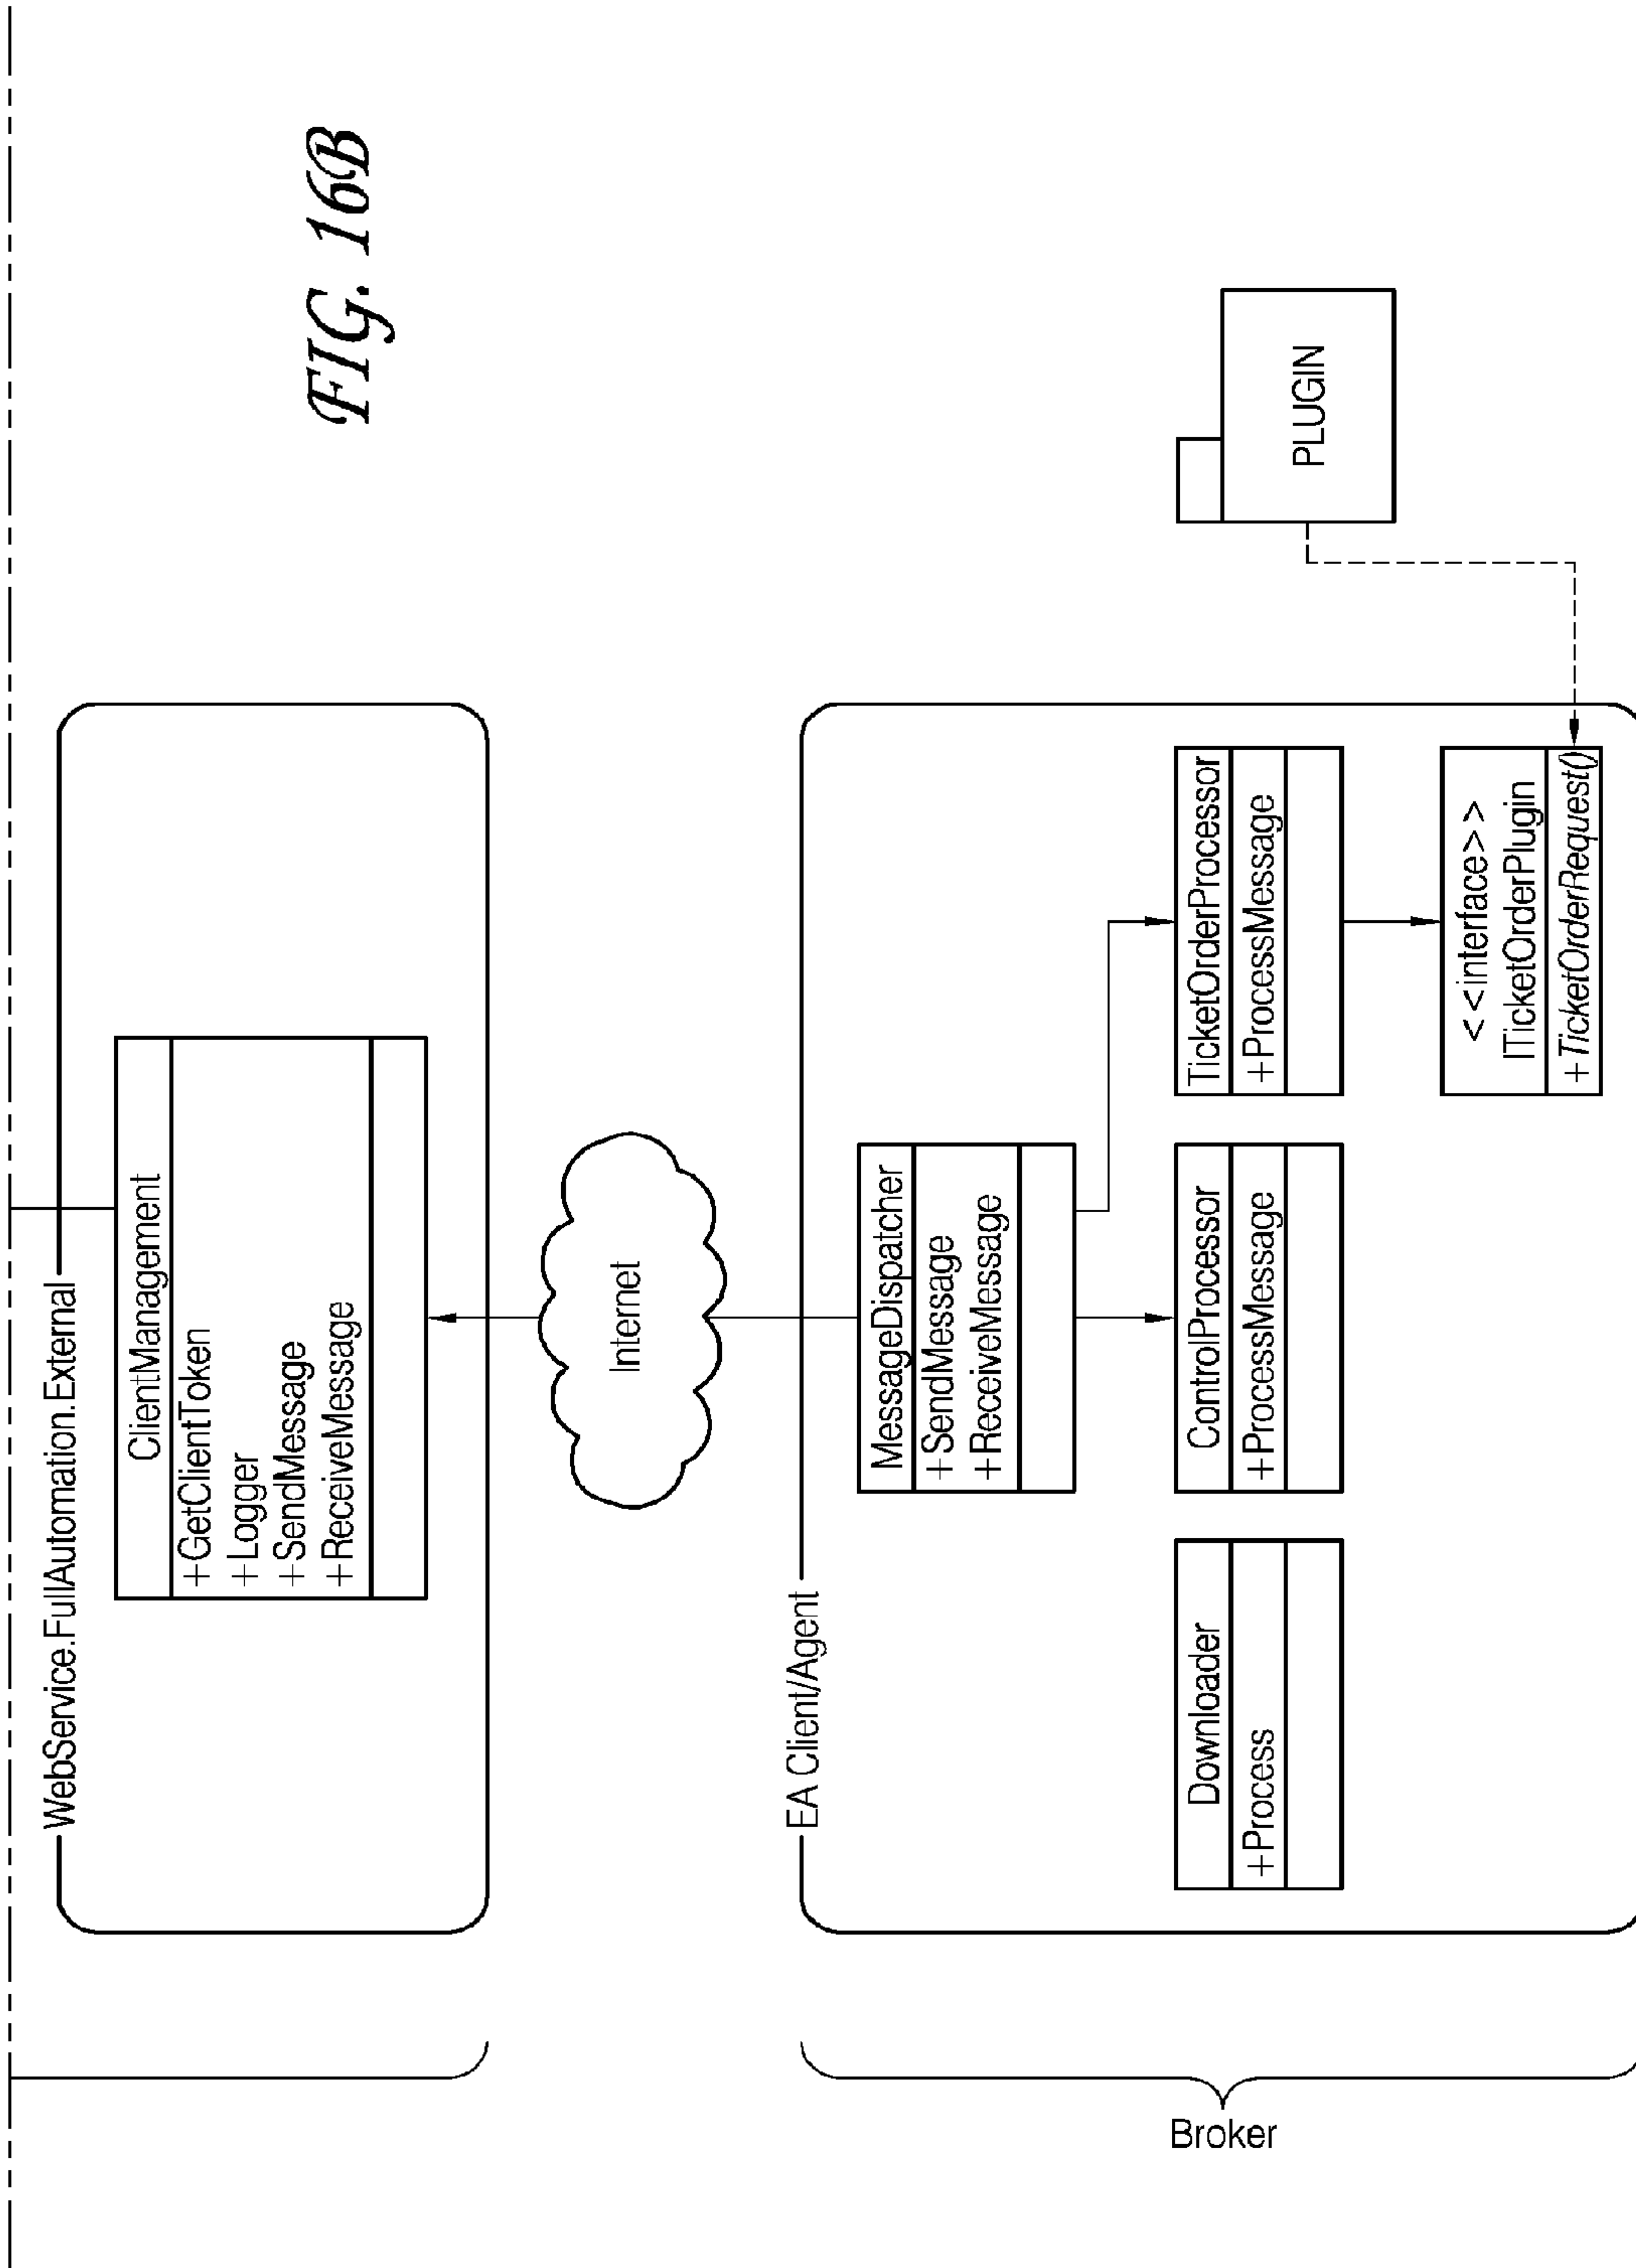 WebService.FullAutomation.External
ClientManagement
+GetClientToken
+Logger
+SendMessage
+ReceiveMessage
FIG. 16B
Internet
EA Client/Agent
MessageDispatcher
+SendMessage
+ReceiveMessage
Broker
Downloader
+Process
ControlProcessor
+ProcessMessage
TicketOrderProcessor
+ProcessMessage
PLUGIN
<<interface>>
ITicketOrderPlugin
+TicketOrderRequest()